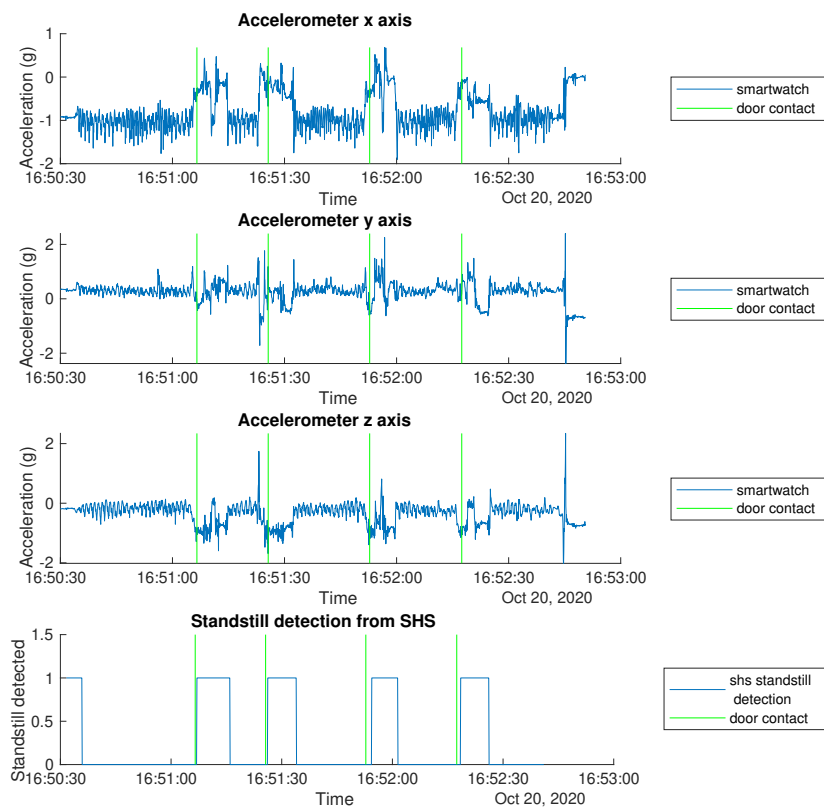 Accelerometer x axis
Acceleration (g)
1
0
-1
-2
16:50:30
16:51:00
16:51:30
16:52:00
16:52:30
16:53:00
Time
Oct 20, 2020
smartwatch
door contact
Accelerometer y axis
Acceleration (g)
2
0
-2
16:50:30
16:51:00
16:51:30
16:52:00
16:52:30
16:53:00
Time
Oct 20, 2020
smartwatch
door contact
Accelerometer z axis
Acceleration (g)
2
0
-2
16:50:30
16:51:00
16:51:30
16:52:00
16:52:30
16:53:00
Time
Oct 20, 2020
smartwatch
door contact
Standstill detection from SHS
Standstill detected
1.5
1
0.5
0
16:50:30
16:51:00
16:51:30
16:52:00
16:52:30
16:53:00
Time
Oct 20, 2020
shs standstill
detection
door contact